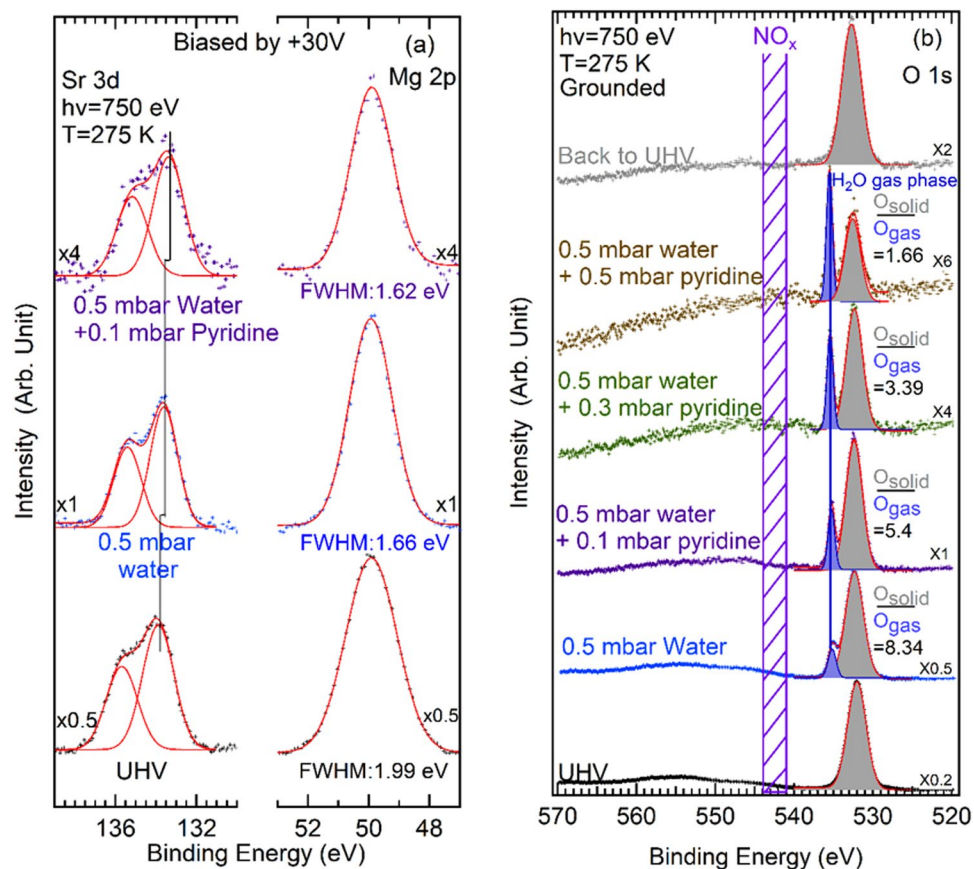 Biased by +30V
(a)
Sr 3d
hv=750 eV
T=275 K
Mg 2p
x4
x4
0.5 mbar Water
+0.1 mbar Pyridine
FWHM:1.62 eV
x1
x1
0.5 mbar
water
FWHM:1.66 eV
x0.5
x0.5
UHV
FWHM:1.99 eV
136 132
52 50 48
Binding Energy (eV)
Binding Energy (eV)
Intensity (Arb. Unit)
hv=750 eV
T=275 K
Grounded
NOx
(b)
O 1s
Back to UHV
X2
H2O gas phase
0.5 mbar water
+ 0.5 mbar pyridine
Osolid
Ogas
=1.66
X6
0.5 mbar water
+ 0.3 mbar pyridine
Osolid
Ogas
=3.39
X4
0.5 mbar water
+ 0.1 mbar pyridine
Osolid
Ogas
=5.4
X1
0.5 mbar Water
Osolid
Ogas
=8.34
X0.5
UHV
X0.2
570 560 550 540 530 520
Binding Energy (eV)
Intensity (Arb. Unit)